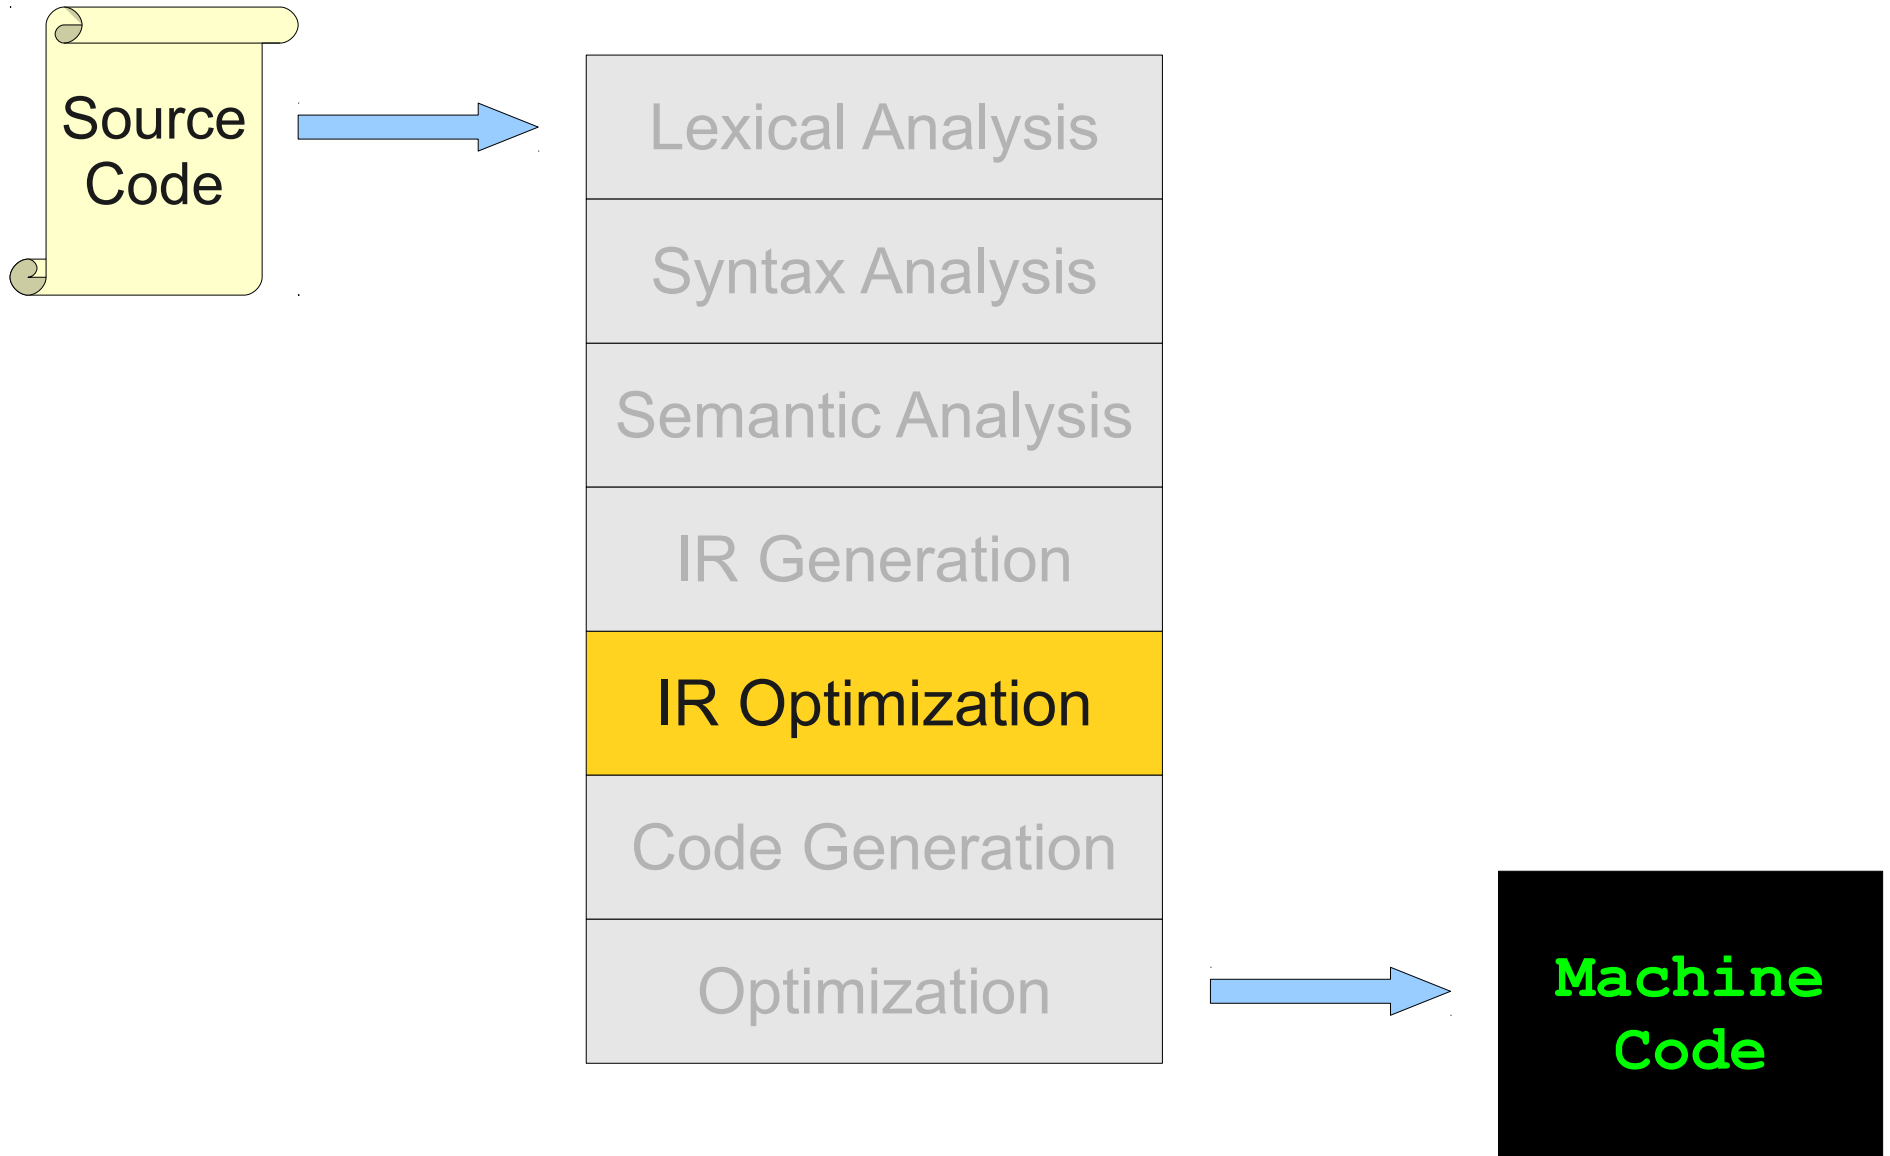 Source
Code
Lexical Analysis
Syntax Analysis
Semantic Analysis
IR Generation
IR Optimization
Code Generation
Optimization
Machine
Code